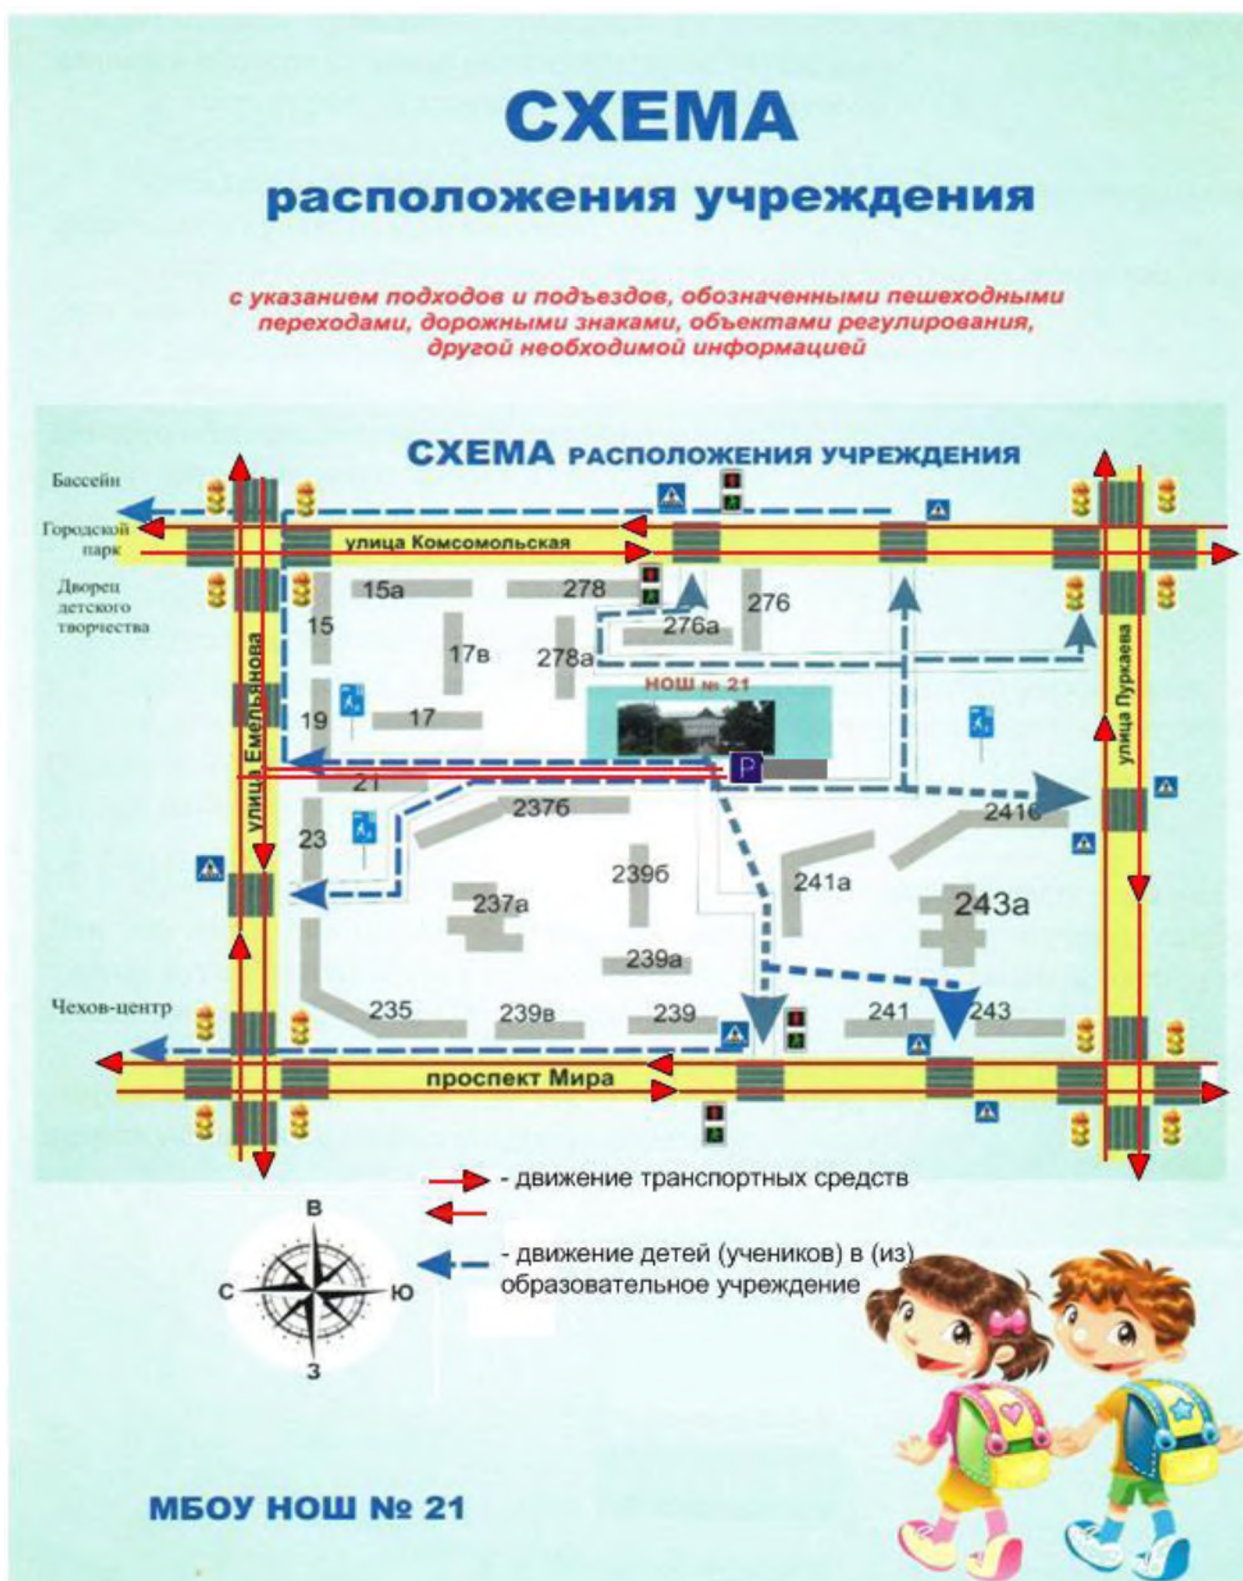 СХЕМА
расположения учреждения
с указанием подходов и подъездов, обозначенными пешеходными
переходами, дорожными знаками, объектами регулирования,
другой необходимой информацией
СХЕМА РАСПОЛОЖЕНИЯ УЧРЕЖДЕНИЯ
Бассейн
Городской
парк
улица Комсомольская
Дворец
детского
творчества
15
15а
278
276
276а
17в
278а
улица Емельянова
улица Пуркаева
НОШ № 21
19
17
P
21
237б
241б
23
239б
241а
237а
243а
239а
Чехов-центр
235
239в
239
241
243
проспект Мира
- движение транспортных средств
- движение детей (учеников) в (из)
образовательное учреждение
В
С
Ю
З
МБОУ НОШ № 21